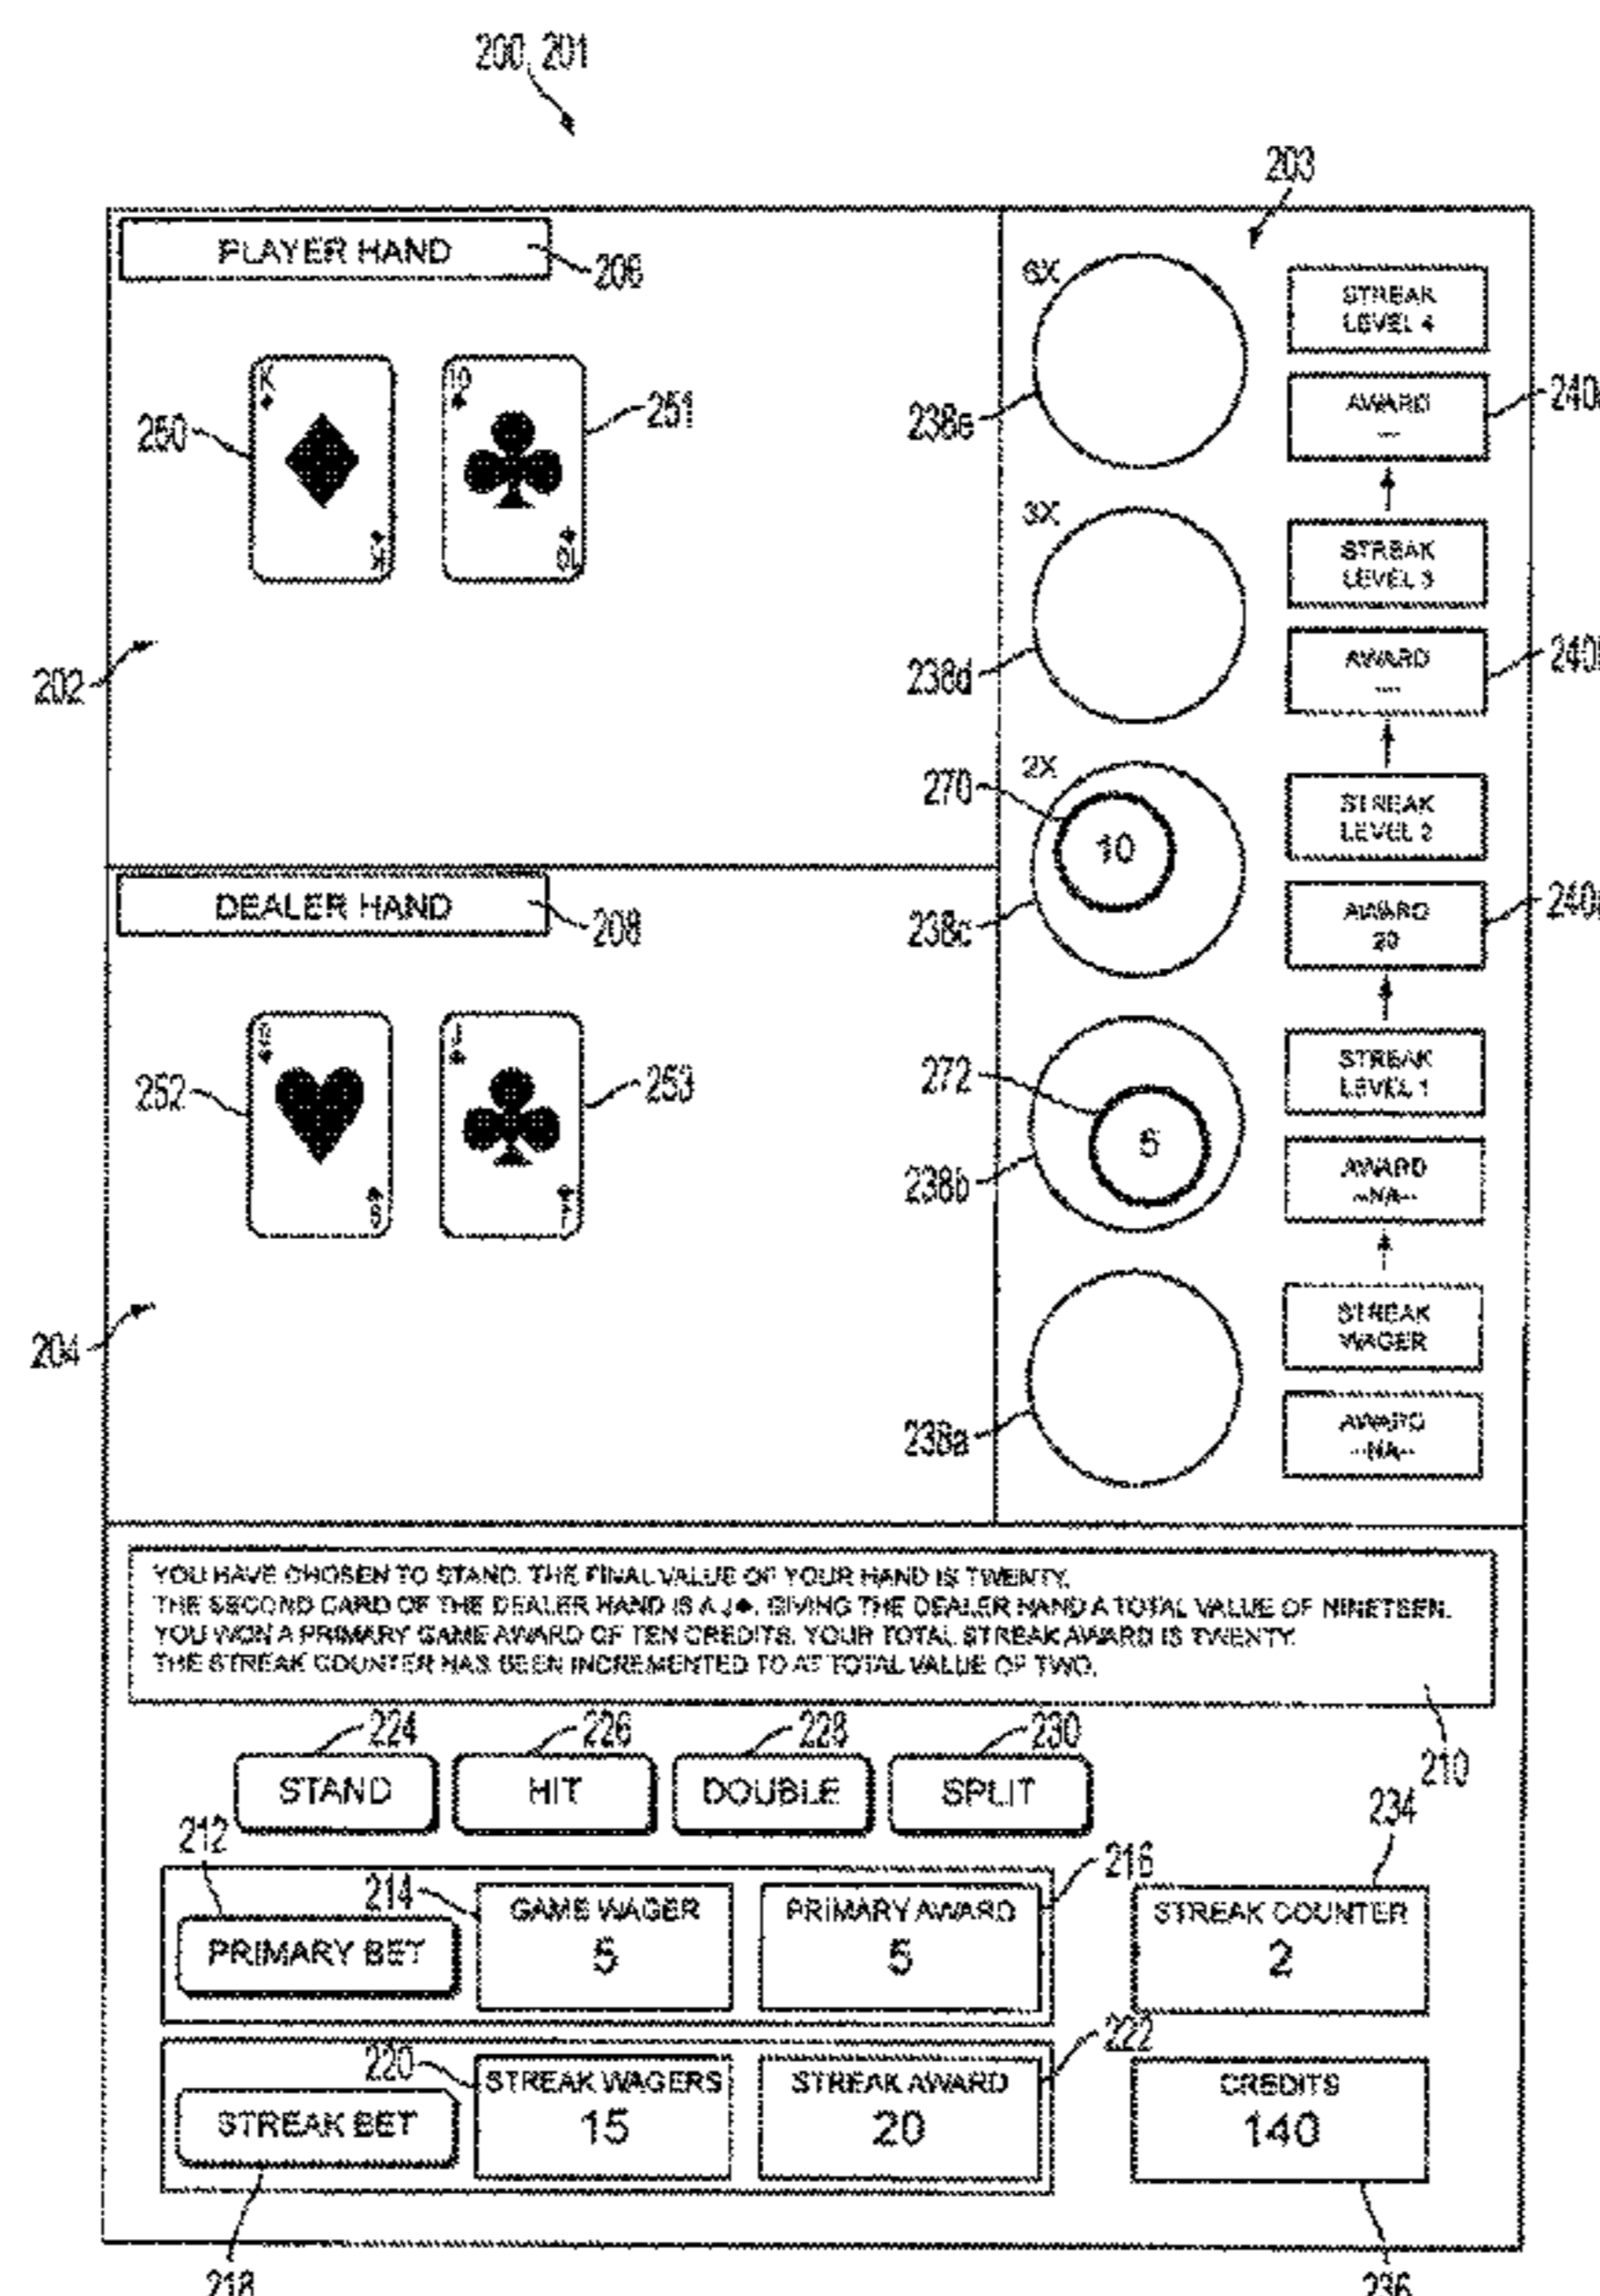 200, 201
203
PLAYER HAND
206
K
10
250
251
K
10
202
6X
238e
STREAK
LEVEL 4
AWARD
---
240
3X
238d
STREAK
LEVEL 3
AWARD
---
240
2X
270
10
238c
STREAK
LEVEL 2
AWARD
20
240
DEALER HAND
208
9
J
252
253
9
J
204
272
5
238b
STREAK
LEVEL 1
AWARD
--NA--
238a
STREAK
WAGER
AWARD
--NA--
YOU HAVE CHOSEN TO STAND. THE FINAL VALUE OF YOUR HAND IS TWENTY.
THE SECOND CARD OF THE DEALER HAND IS A J♣. GIVING THE DEALER HAND A TOTAL VALUE OF NINETEEN.
YOU WON A PRIMARY GAME AWARD OF TEN CREDITS. YOUR TOTAL STREAK AWARD IS TWENTY.
THE STREAK COUNTER HAS BEEN INCREMENTED TO AT TOTAL VALUE OF TWO.
210
224
226
228
230
STAND
HIT
DOUBLE
SPLIT
212
214
216
234
PRIMARY BET
GAME WAGER
5
PRIMARY AWARD
5
STREAK COUNTER
2
220
222
STREAK BET
STREAK WAGERS
15
STREAK AWARD
20
CREDITS
140
218
236